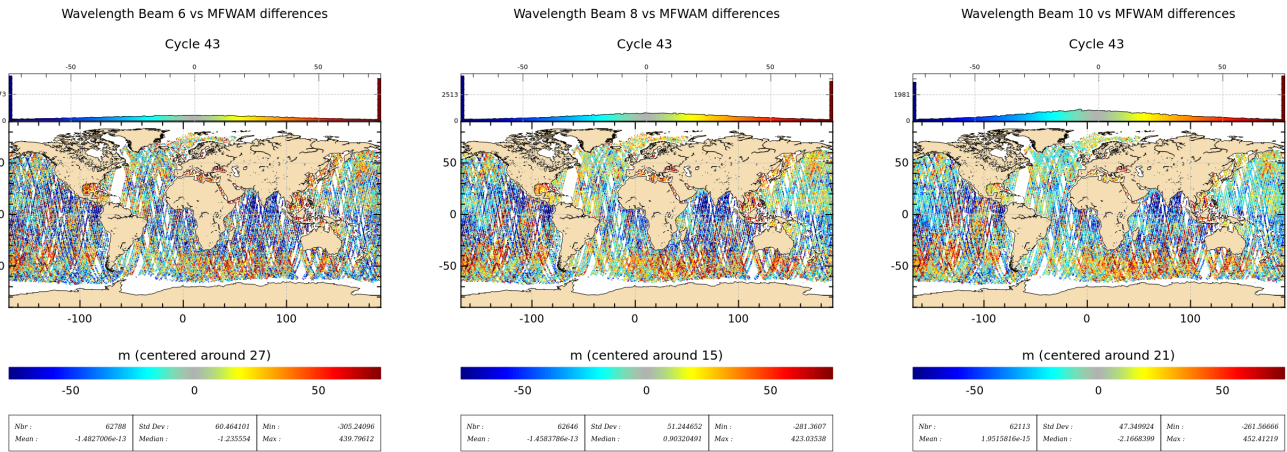 Wavelength Beam 6 vs MFWAM differences
Cycle 43
-50 0 50
0
50
0
-100 0 100
m (centered around 27)
-50 0 50
Nbr : 62788 Std Dev : 60.464101 Min : -305.24096
Mean : -1.4827006e-13 Median : -1.235554 Max : 439.79612
Wavelength Beam 8 vs MFWAM differences
Cycle 43
-50 0 50
2513
0
50
0
-50
-100 0 100
m (centered around 15)
-50 0 50
Nbr : 62646 Std Dev : 51.244652 Min : -281.3607
Mean : -1.4583786e-13 Median : 0.90320491 Max : 423.03538
Wavelength Beam 10 vs MFWAM differences
Cycle 43
-50 0 50
1981
0
50
0
-50
-100 0 100
m (centered around 21)
-50 0 50
Nbr : 62113 Std Dev : 47.349924 Min : -261.56666
Mean : 1.9515816e-15 Median : -2.1668399 Max : 452.41219